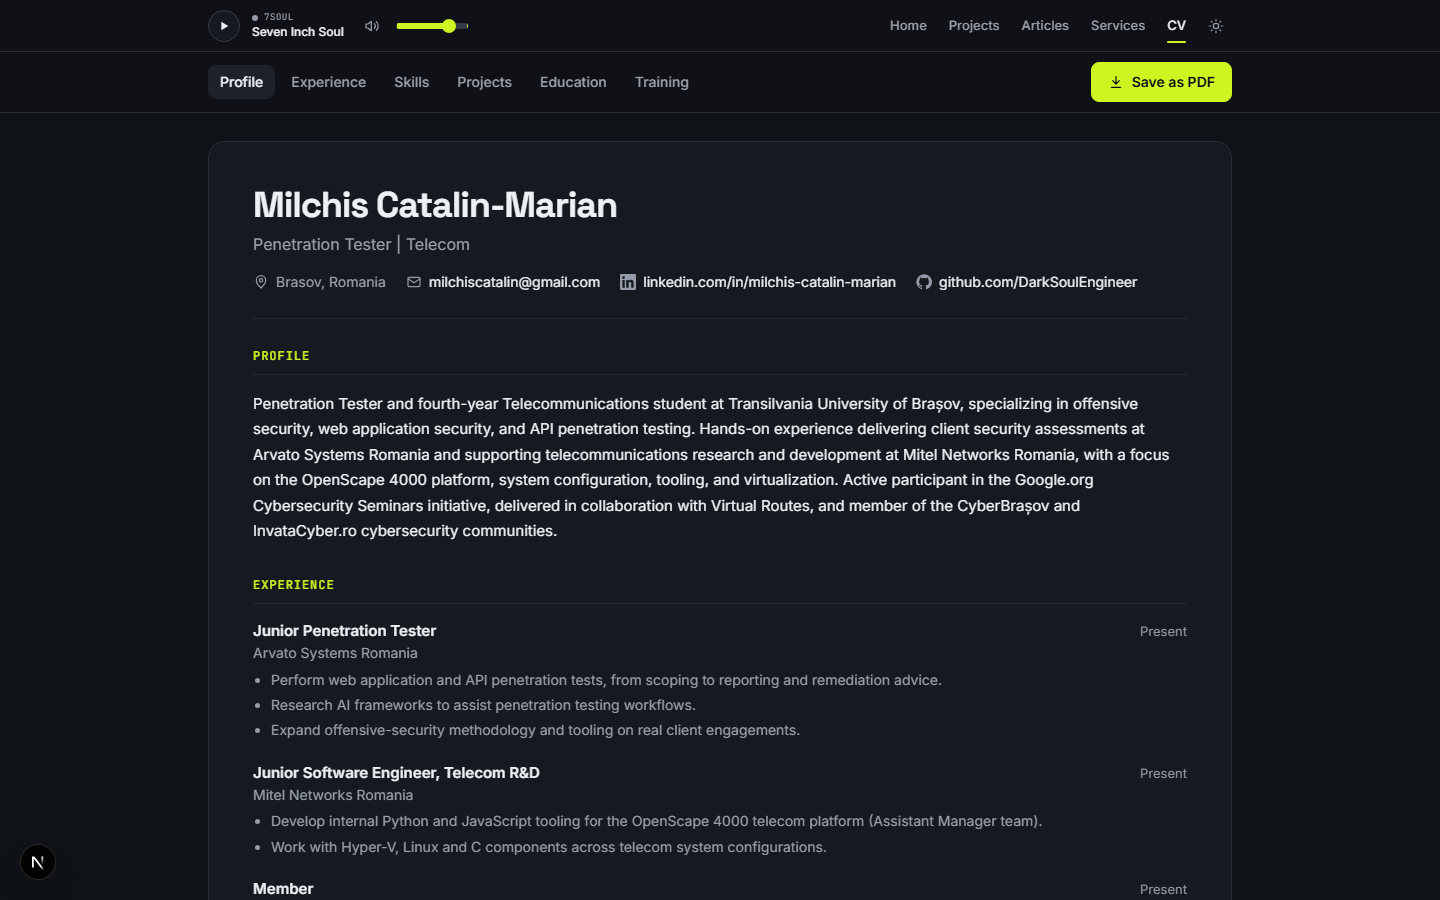 7SOUL
Seven Inch Soul
Home Projects Articles Services CV
Profile Experience Skills Projects Education Training
Save as PDF
Milchis Catalin-Marian
Penetration Tester | Telecom
Brasov, Romania milchiscatalin@gmail.com linkedin.com/in/milchis-catalin-marian github.com/DarkSoulEngineer
PROFILE
Penetration Tester and fourth-year Telecommunications student at Transilvania University of Brașov, specializing in offensive
security, web application security, and API penetration testing. Hands-on experience delivering client security assessments at
Arvato Systems Romania and supporting telecommunications research and development at Mitel Networks Romania, with a focus
on the OpenScape 4000 platform, system configuration, tooling, and virtualization. Active participant in the Google.org
Cybersecurity Seminars initiative, delivered in collaboration with Virtual Routes, and member of the CyberBrașov and
InvataCyber.ro cybersecurity communities.
EXPERIENCE
Junior Penetration Tester Present
Arvato Systems Romania
• Perform web application and API penetration tests, from scoping to reporting and remediation advice.
• Research AI frameworks to assist penetration testing workflows.
• Expand offensive-security methodology and tooling on real client engagements.
Junior Software Engineer, Telecom R&D Present
Mitel Networks Romania
• Develop internal Python and JavaScript tooling for the OpenScape 4000 telecom platform (Assistant Manager team).
• Work with Hyper-V, Linux and C components across telecom system configurations.
Member Present
N